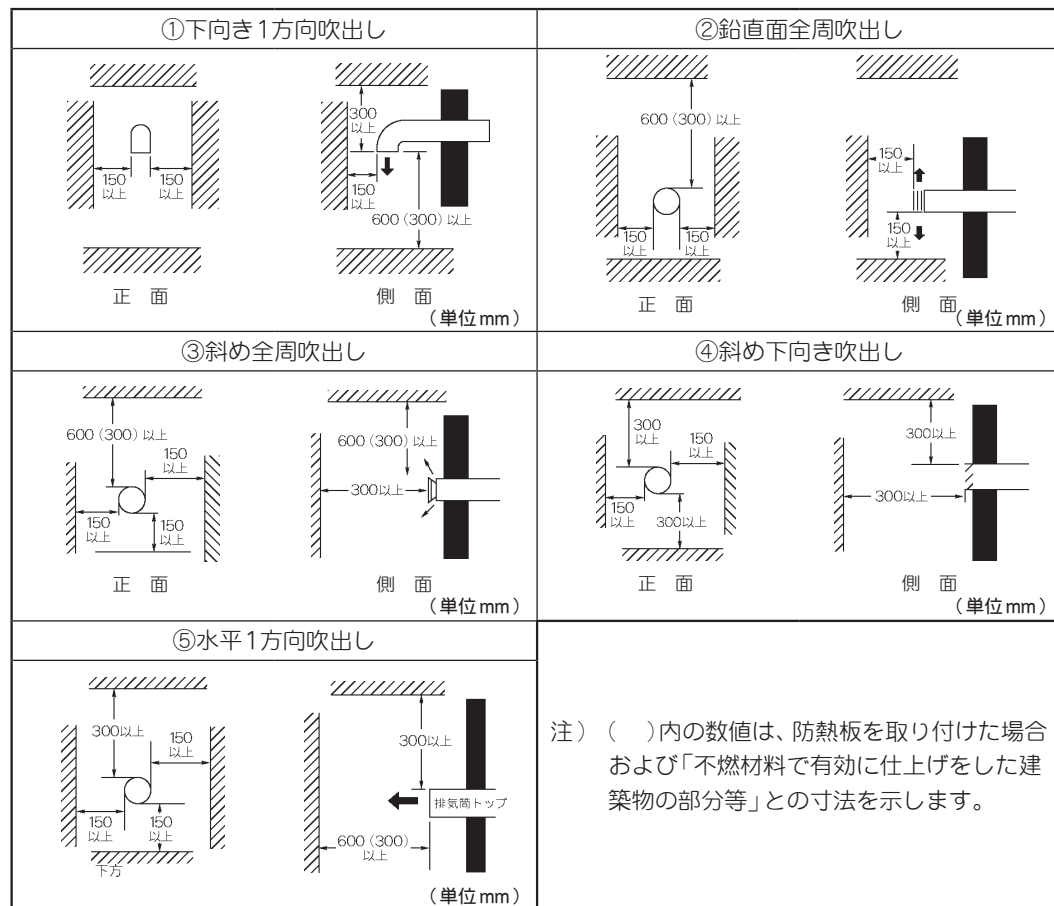 ①下向き1方向吹出し
300
以上
150
以上
150
以上
150
以上
600（300）以上
正　面
側　面
（単位mm）
②鉛直面全周吹出し
600（300）以上
150
以上
150
以上
150
以上
150
以上
正　面
側　面
（単位mm）
③斜め全周吹出し
600（300）以上
150
以上
150
以上
150
以上
600（300）以上
300以上
正　面
側　面
（単位mm）
④斜め下向き吹出し
300
以上
150
以上
150
以上
300以上
300以上
300以上
正　面
側　面
（単位mm）
⑤水平1方向吹出し
300以上
150
以上
150
以上
150
以上
下方
300以上
排気筒トップ
600（300）
以上
（単位mm）
注）（　）内の数値は、防熱板を取り付けた場合
および「不燃材料で有効に仕上げをした建
築物の部分等」との寸法を示します。